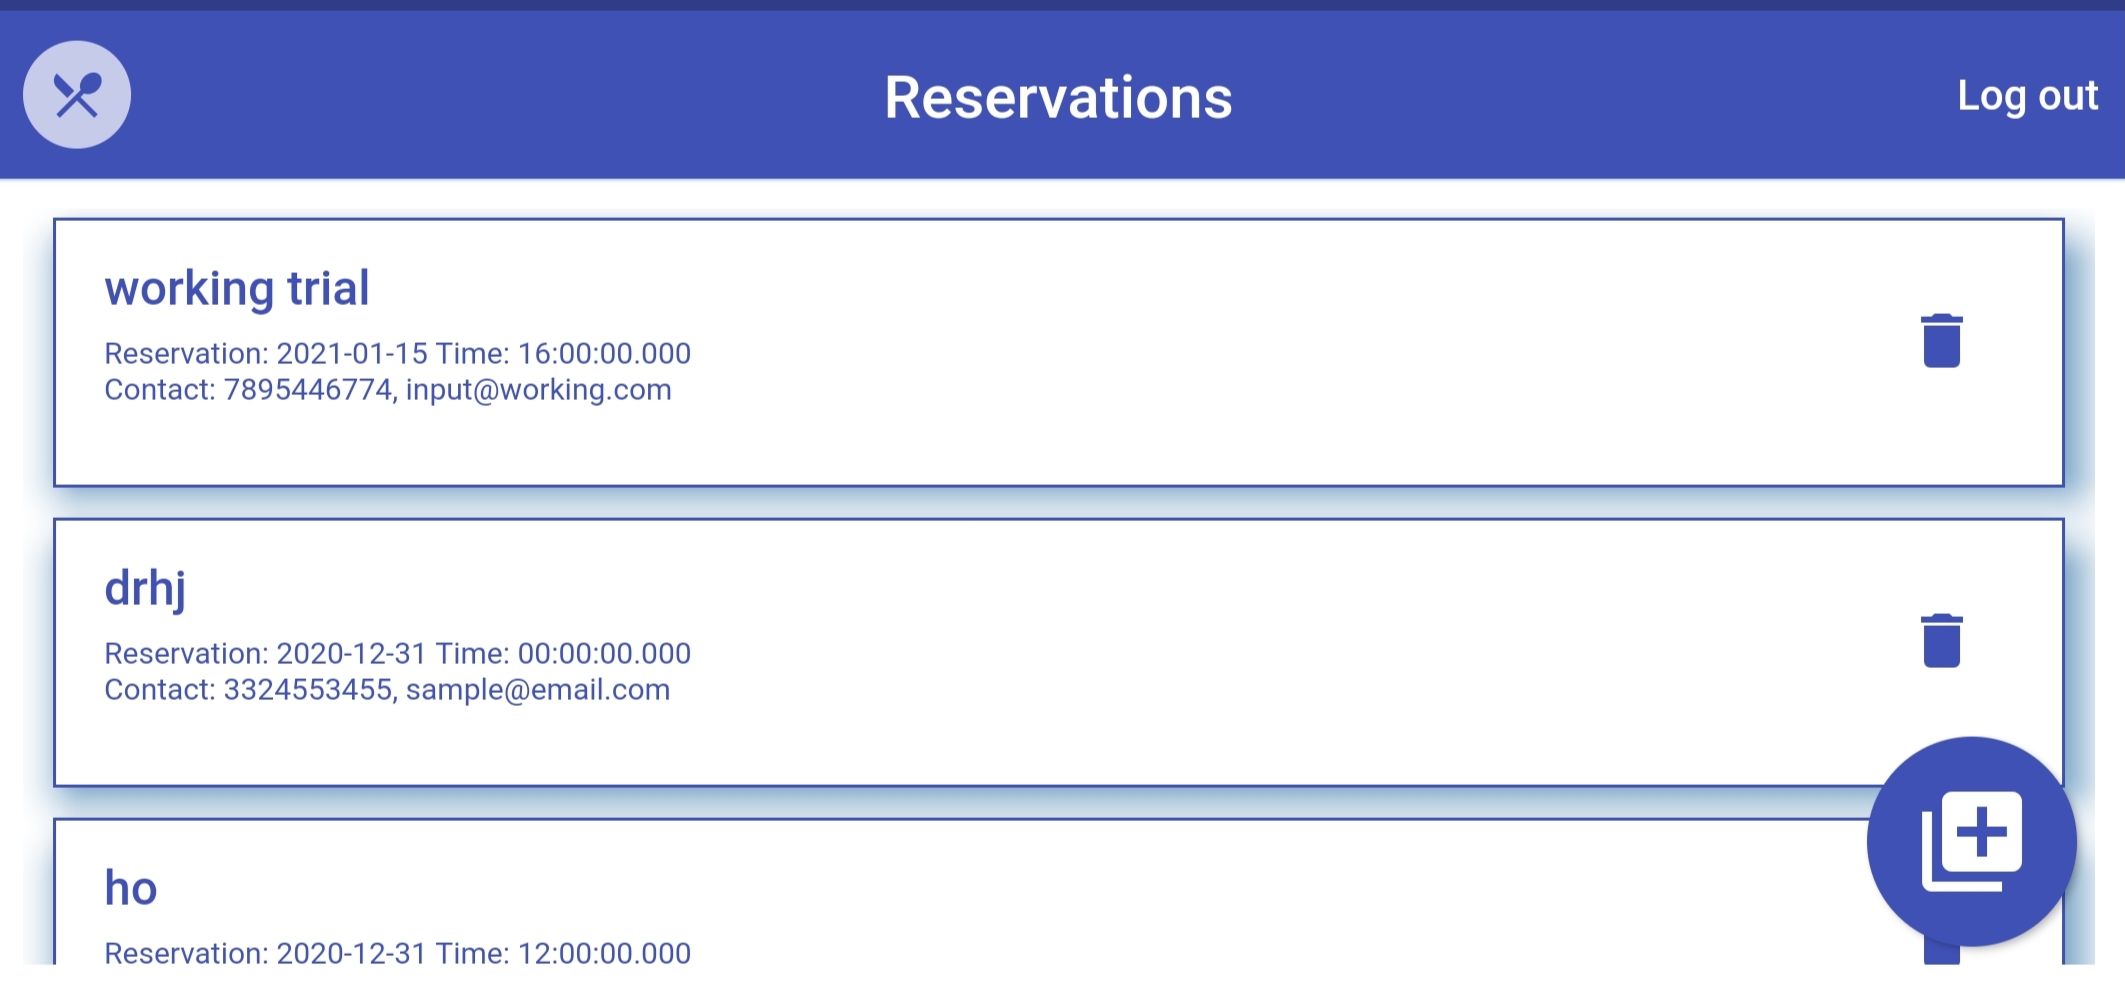 Reservations
Log out
working trial
Reservation: 2021-01-15 Time: 16:00:00.000
Contact: 7895446774, input@working.com
drhj
Reservation: 2020-12-31 Time: 00:00:00.000
Contact: 3324553455, sample@email.com
ho
Reservation: 2020-12-31 Time: 12:00:00.000